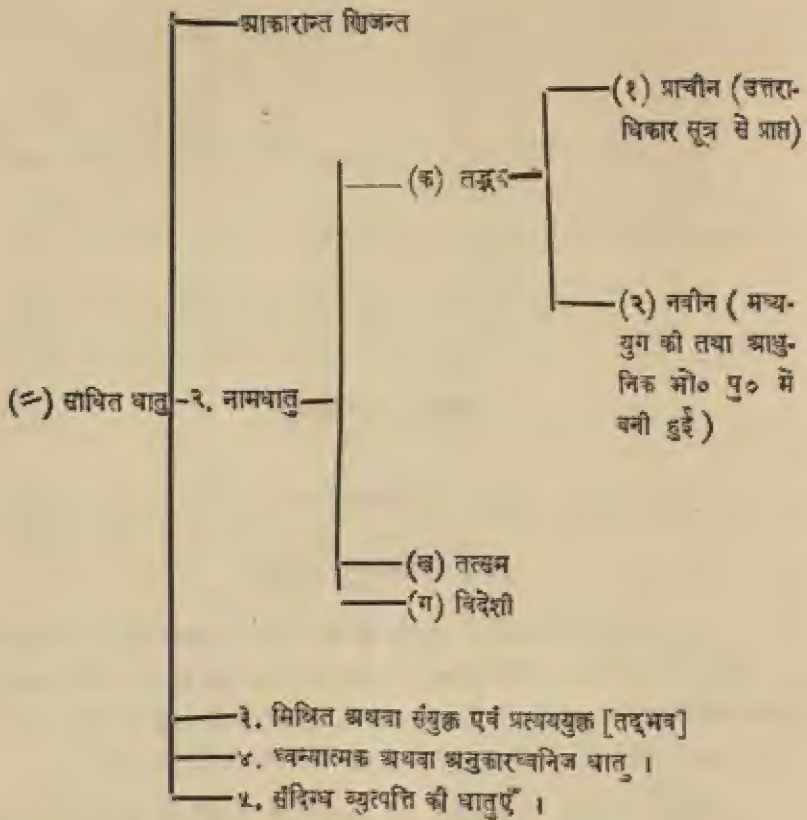 आकारान्त णिजन्त
(१) प्राचीन (उत्तरा-
धिकार सूत्र से प्राप्त)
(क) तद्भव
(२) नवीन ( मध्य-
युग की तथा आधु-
निक भो० पु० में
बनी हुई )
(२) साधित धातु - २. नामधातु
(ख) तत्सम
(ग) विदेशी
३. मिश्रित अथवा संयुक्त एवं प्रत्यययुक्त [तद्भव]
४. ध्वन्यात्मक अथवा अनुकारध्वनिज धातु ।
५. संदिग्ध व्युत्पत्ति की धातुएँ ।